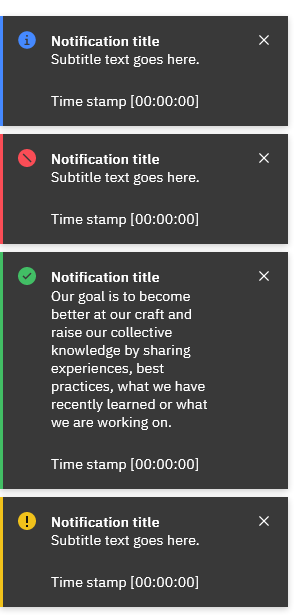 Notification title
Subtitle text goes here.
Time stamp [00:00:00]
Notification title
Subtitle text goes here.
Time stamp [00:00:00]
Notification title
Our goal is to become
better at our craft and
raise our collective
knowledge by sharing
experiences, best
practices, what we have
recently learned or what
we are working on.
Time stamp [00:00:00]
Notification title
Subtitle text goes here.
Time stamp [00:00:00]